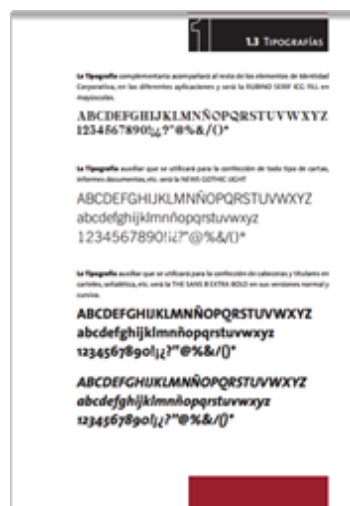 1
1.3 Tipografías
La Tipografía complementaria acompañará al resto de los elementos de Identidad
Corporativa, en las diferentes aplicaciones y será la RUBINO SERIF ICG FILL en
mayúsculas.
ABCDEFGHIJKLMNÑOPQRSTUVWXYZ
1234567890!¡¿?"@%&/()*
La Tipografía auxiliar que se utilizará para la confección de todo tipo de cartas,
informes documentos, etc. será la NEWS GOTHIC LIGHT
ABCDEFGHIJKLMNÑOPQRSTUVWXYZ
abcdefghijklmnñopqrstuvwxyz
1234567890!¡¿?"@%&/()*
La Tipografía auxiliar que se utilizará para la confección de cabeceras y titulares en
carteles, señalética, etc. será la THE SANS B EXTRA BOLD en sus versiones normal y
cursiva.
ABCDEFGHIJKLMNÑOPQRSTUVWXYZ
abcdefghijklmnñopqrstuvwxyz
1234567890!¡¿?"@%&/()*
ABCDEFGHIJKLMNÑOPQRSTUVWXYZ
abcdefghijklmnñopqrstuvwxyz
1234567890!¡¿?"@%&/()*